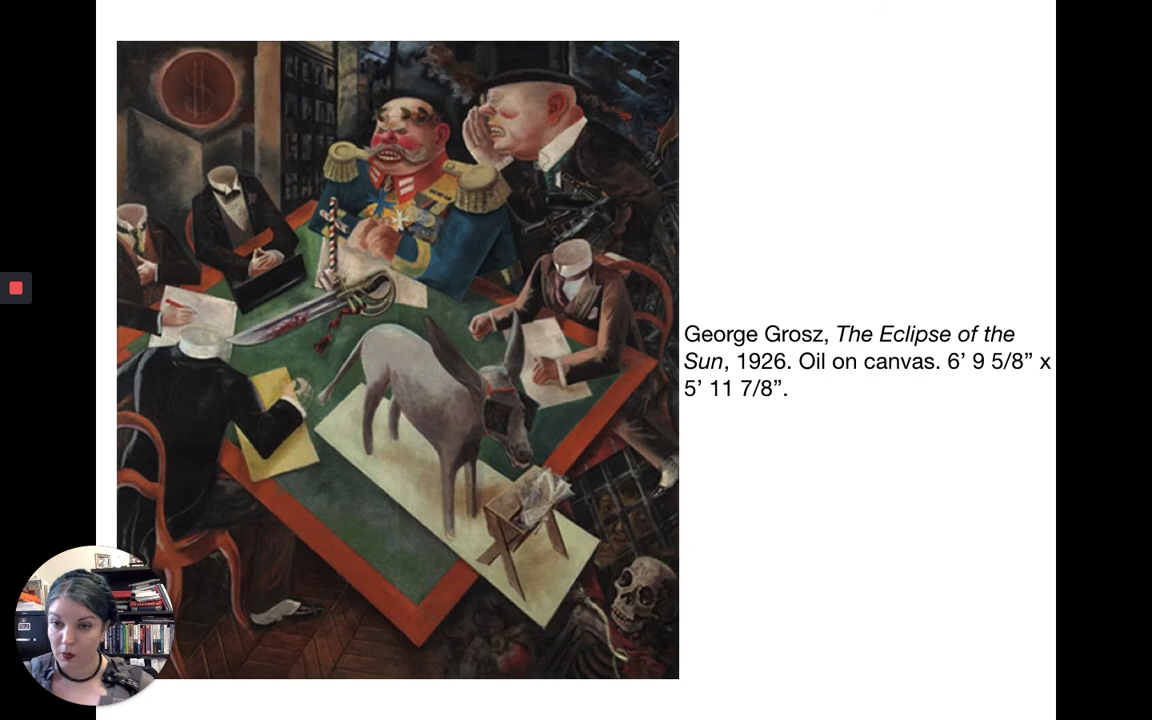 George Grosz, The Eclipse of the
Sun, 1926. Oil on canvas. 6’ 9 5/8” x
5’ 11 7/8”.